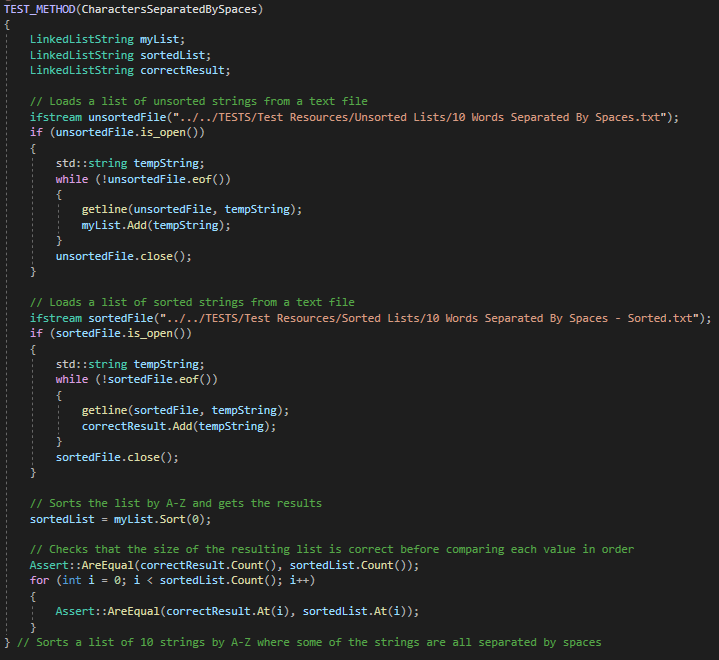 TEST_METHOD(CharactersSeparatedBySpaces)
{
    LinkedListString myList;
    LinkedListString sortedList;
    LinkedListString correctResult;

    // Loads a list of unsorted strings from a text file
    ifstream unsortedFile("../../TESTS/Test Resources/Unsorted Lists/10 Words Separated By Spaces.txt");
    if (unsortedFile.is_open())
    {
        std::string tempString;
        while (!unsortedFile.eof())
        {
            getline(unsortedFile, tempString);
            myList.Add(tempString);
        }
        unsortedFile.close();
    }

    // Loads a list of sorted strings from a text file
    ifstream sortedFile("../../TESTS/Test Resources/Sorted Lists/10 Words Separated By Spaces - Sorted.txt");
    if (sortedFile.is_open())
    {
        std::string tempString;
        while (!sortedFile.eof())
        {
            getline(sortedFile, tempString);
            correctResult.Add(tempString);
        }
        sortedFile.close();
    }

    // Sorts the list by A-Z and gets the results
    sortedList = myList.Sort(0);

    // Checks that the size of the resulting list is correct before comparing each value in order
    Assert::AreEqual(correctResult.Count(), sortedList.Count());
    for (int i = 0; i < sortedList.Count(); i++)
    {
        Assert::AreEqual(correctResult.At(i), sortedList.At(i));
    }
} // Sorts a list of 10 strings by A-Z where some of the strings are all separated by spaces